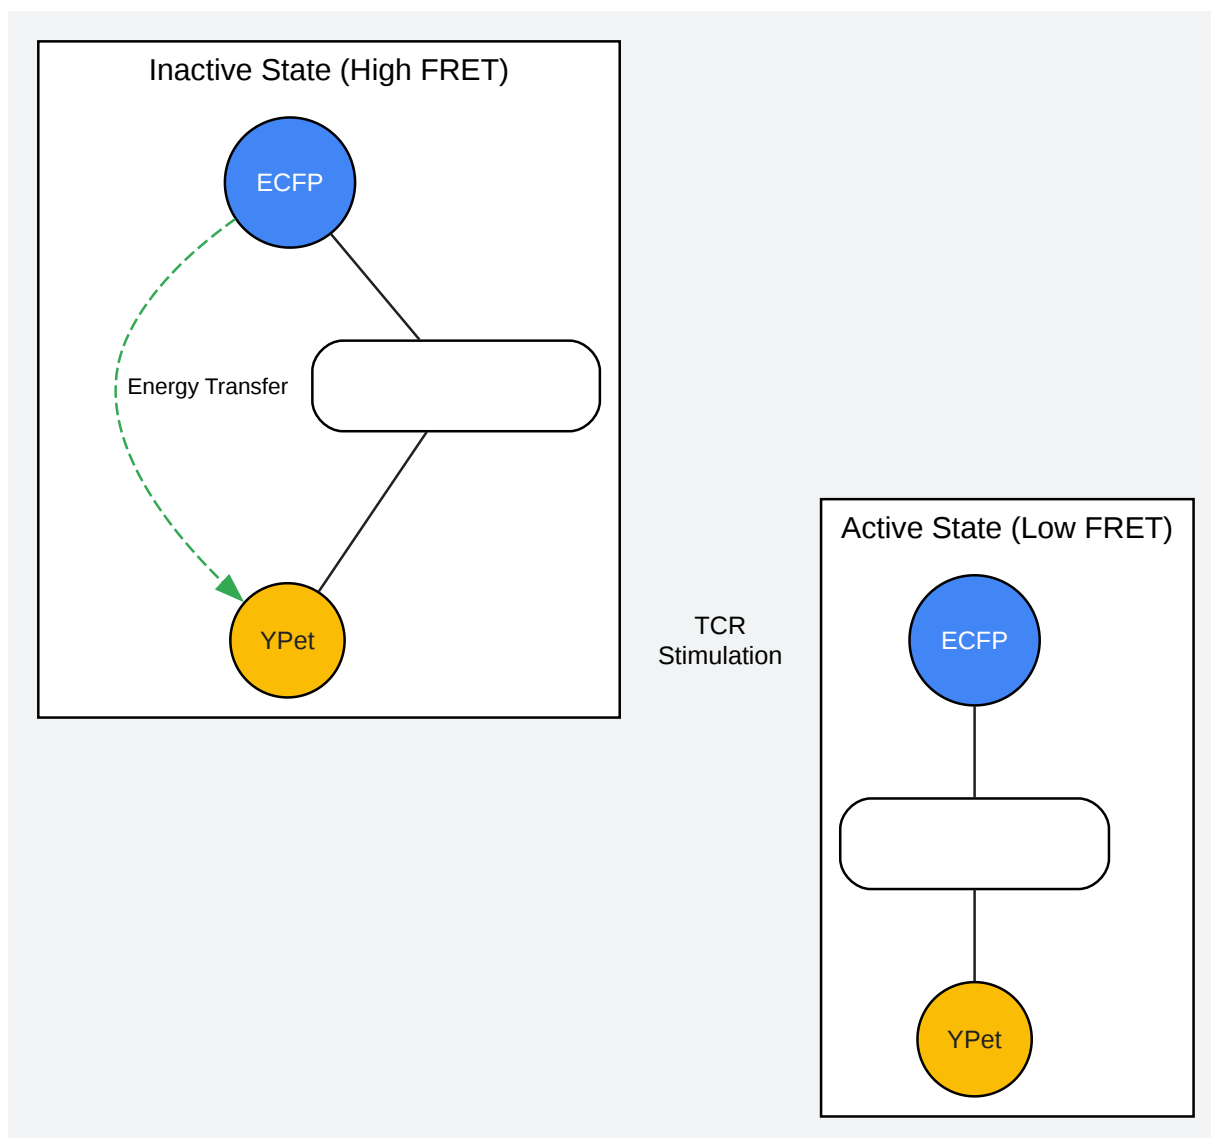 Inactive State (High FRET)
ECFP
Energy Transfer
YPet
TCR
Stimulation
Active State (Low FRET)
ECFP
YPet